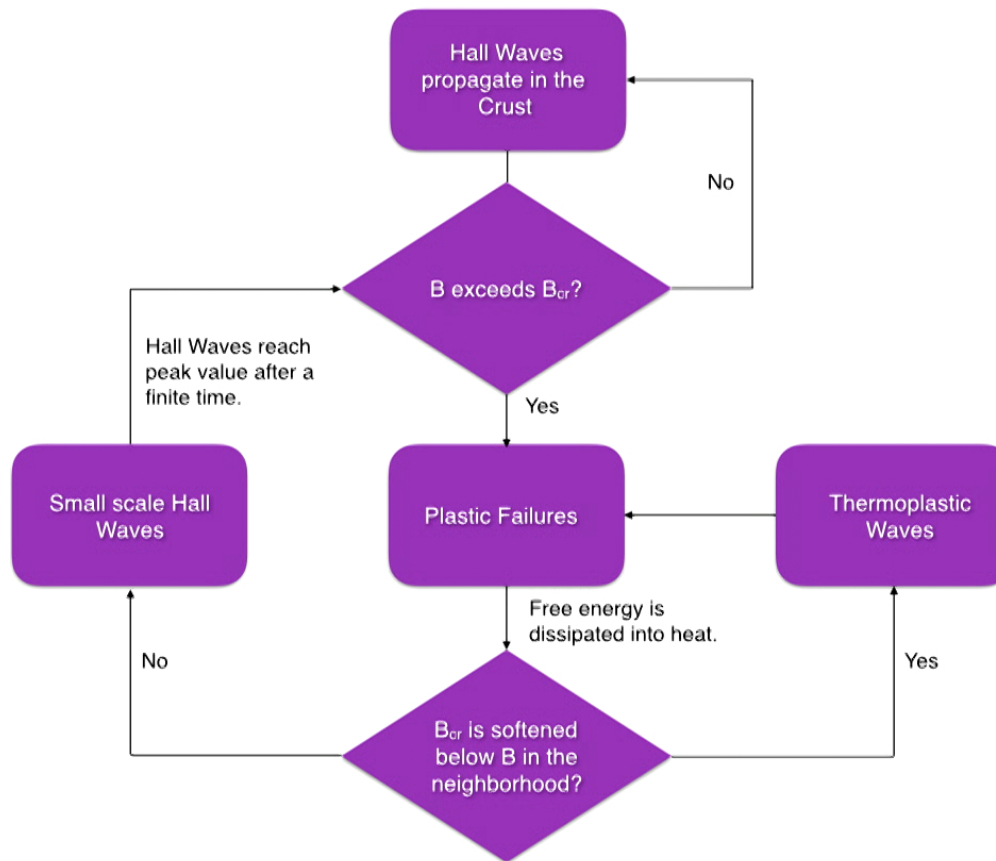 Hall Waves
propagate in the
Crust
No
B exceeds Bcr?
Hall Waves reach
peak value after a
finite time.
Yes
Small scale Hall
Waves
Plastic Failures
Thermoplastic
Waves
Free energy is
dissipated into heat.
No
Yes
Bcr is softened
below B in the
neighborhood?